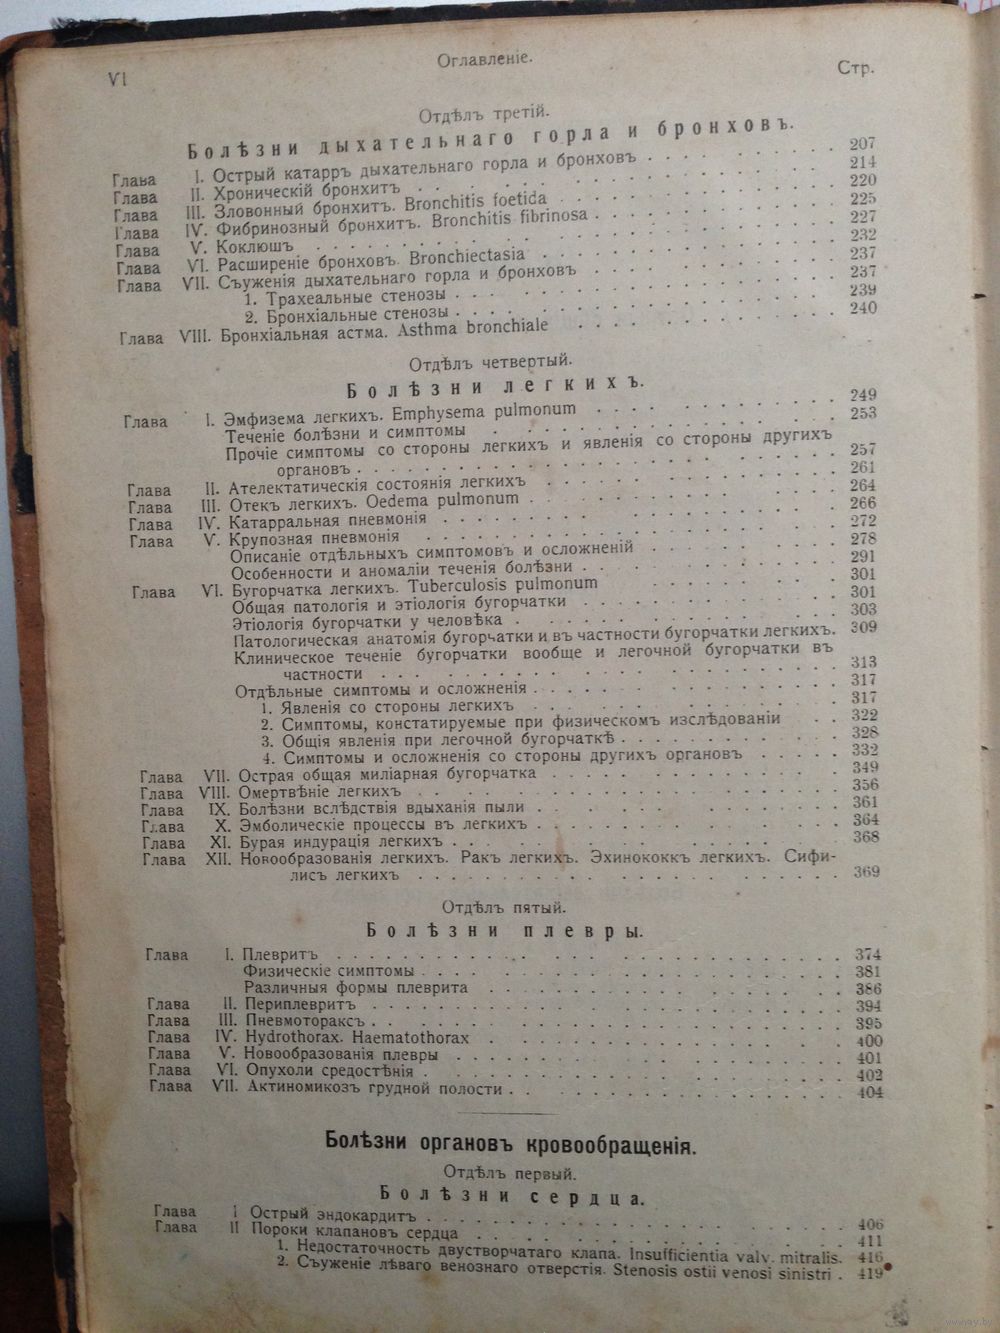 VI
Оглавленіе.
Стр.
Отдѣлъ третій.
Болѣзни дыхательнаго горла и бронховъ.
Глава I. Острый катарръ дыхательнаго горла и бронховъ . . . . 207
Глава II. Хроническій бронхитъ . . . . 214
Глава III. Зловонный бронхитъ. Bronchitis foetida . . . . 220
Глава IV. Фибринозный бронхитъ. Bronchitis fibrinosa . . . . 225
Глава V. Коклюшъ . . . . 227
Глава VI. Расширеніе бронховъ. Bronchiectasia . . . . 232
Глава VII. Съуженія дыхательнаго горла и бронховъ . . . . 237
1. Трахеальные стенозы . . . . 237
2. Бронхіальные стенозы . . . . 239
Глава VIII. Бронхіальная астма. Asthma bronchiale . . . . 240
Отдѣлъ четвертый.
Болѣзни легкихъ.
Глава I. Эмфизема легкихъ. Emphysema pulmonum . . . . 249
Теченіе болѣзни и симптомы . . . . 253
Прочіе симптомы со стороны легкихъ и явленія со стороны другихъ
органовъ . . . . 257
Глава II. Ателектатическія состоянія легкихъ . . . . 261
Глава III. Отек легкихъ. Oedema pulmonum . . . . 264
Глава IV. Катарральная пневмонія . . . . 266
Глава V. Крупозная пневмонія . . . . 272
Описаніе отдѣльныхъ симптомовъ и осложненій . . . . 278
Особенности и аномаліи теченія болѣзни . . . . 291
Глава VI. Бугорчатка легкихъ. Tuberculosis pulmonum . . . . 301
Общая патологія и этіологія бугорчатки . . . . 301
Этіологія бугорчатки у человѣка . . . . 303
Патологическая анатомія бугорчатки и въ частности бугорчатки легкихъ. 309
Клиническое теченіе бугорчатки вообще и легочной бугорчатки въ
частности . . . . 313
Отдѣльные симптомы и осложненія . . . . 317
1. Явленія со стороны легкихъ . . . . 317
2. Симптомы, констатируемые при физическомъ изслѣдованіи . . 322
3. Общія явленія при легочной бугорчаткѣ . . . . 328
4. Симптомы и осложненія со стороны другихъ органовъ . . . . 332
Глава VII. Острая общая миліарная бугорчатка . . . . 349
Глава VIII. Омертвѣніе легкихъ . . . . 356
Глава IX. Болѣзни вслѣдствія вдыханія пыли . . . . 361
Глава X. Эмболическіе процессы въ легкихъ . . . . 364
Глава XI. Бурая индурація легкихъ . . . . 368
Глава XII. Новообразованія легкихъ. Ракъ легкихъ. Эхинококкъ легкихъ. Сифи-
лисъ легкихъ . . . . 369
Отдѣлъ пятый.
Болѣзни плевры.
Глава I. Плевритъ . . . . 374
Физическіе симптомы . . . . 381
Различныя формы плеврита . . . . 386
Глава II. Периплевритъ . . . . 394
Глава III. Пневмотораксъ . . . . 395
Глава IV. Hydrothorax. Haematothorax . . . . 400
Глава V. Новообразованія плевры . . . . 401
Глава VI. Опухоли средостѣнія . . . . 402
Глава VII. Актиномикозъ грудной полости . . . . 404
Болѣзни органовъ кровообращенія.
Отдѣлъ первый.
Болѣзни сердца.
Глава I Острый эндокардитъ . . . . 406
Глава II Пороки клапановъ сердца . . . . 411
1. Недостаточность двустворчатаго клапа. Insufficientia valv. mitralis. 416
2. Съуженіе лѣваго венознаго отверстія. Stenosis ostii venosi sinistri . 419